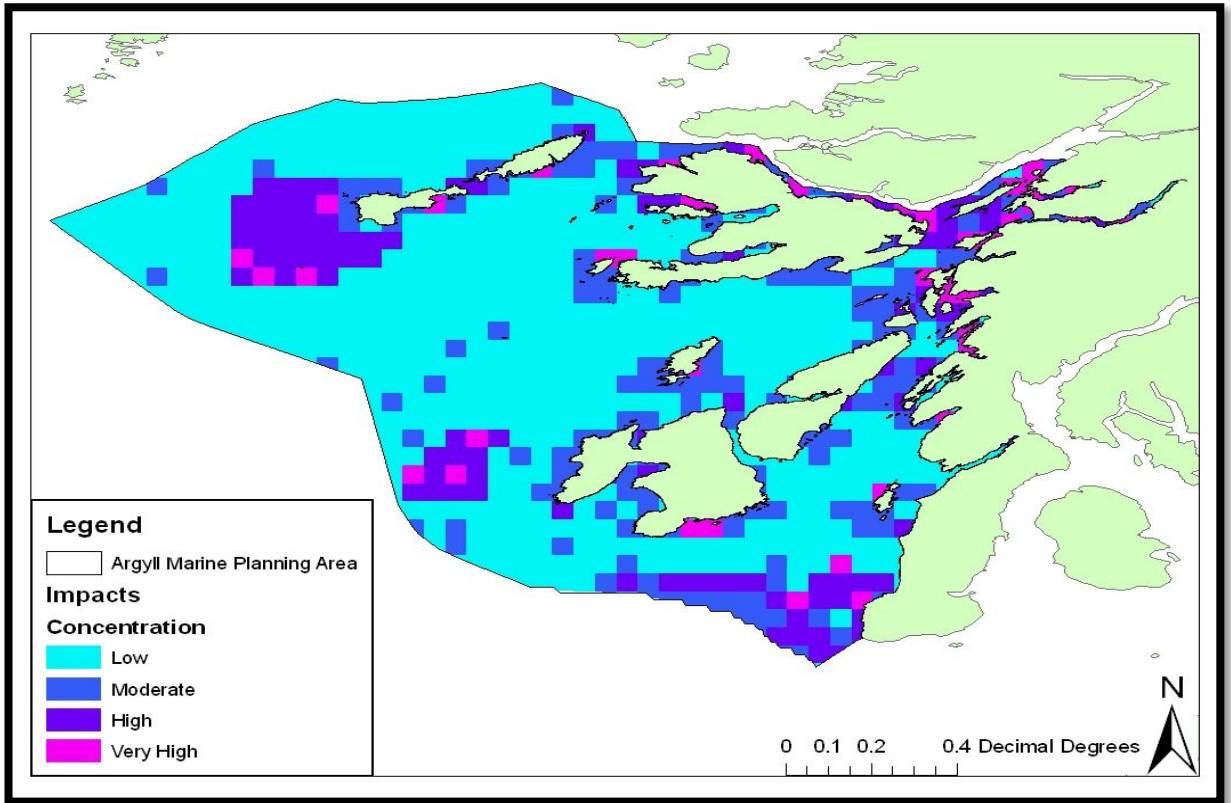 Legend
Argyll Marine Planning Area
Impacts
Concentration
Low
Moderate
High
Very High
N
0 0.1 0.2 0.4 Decimal Degrees